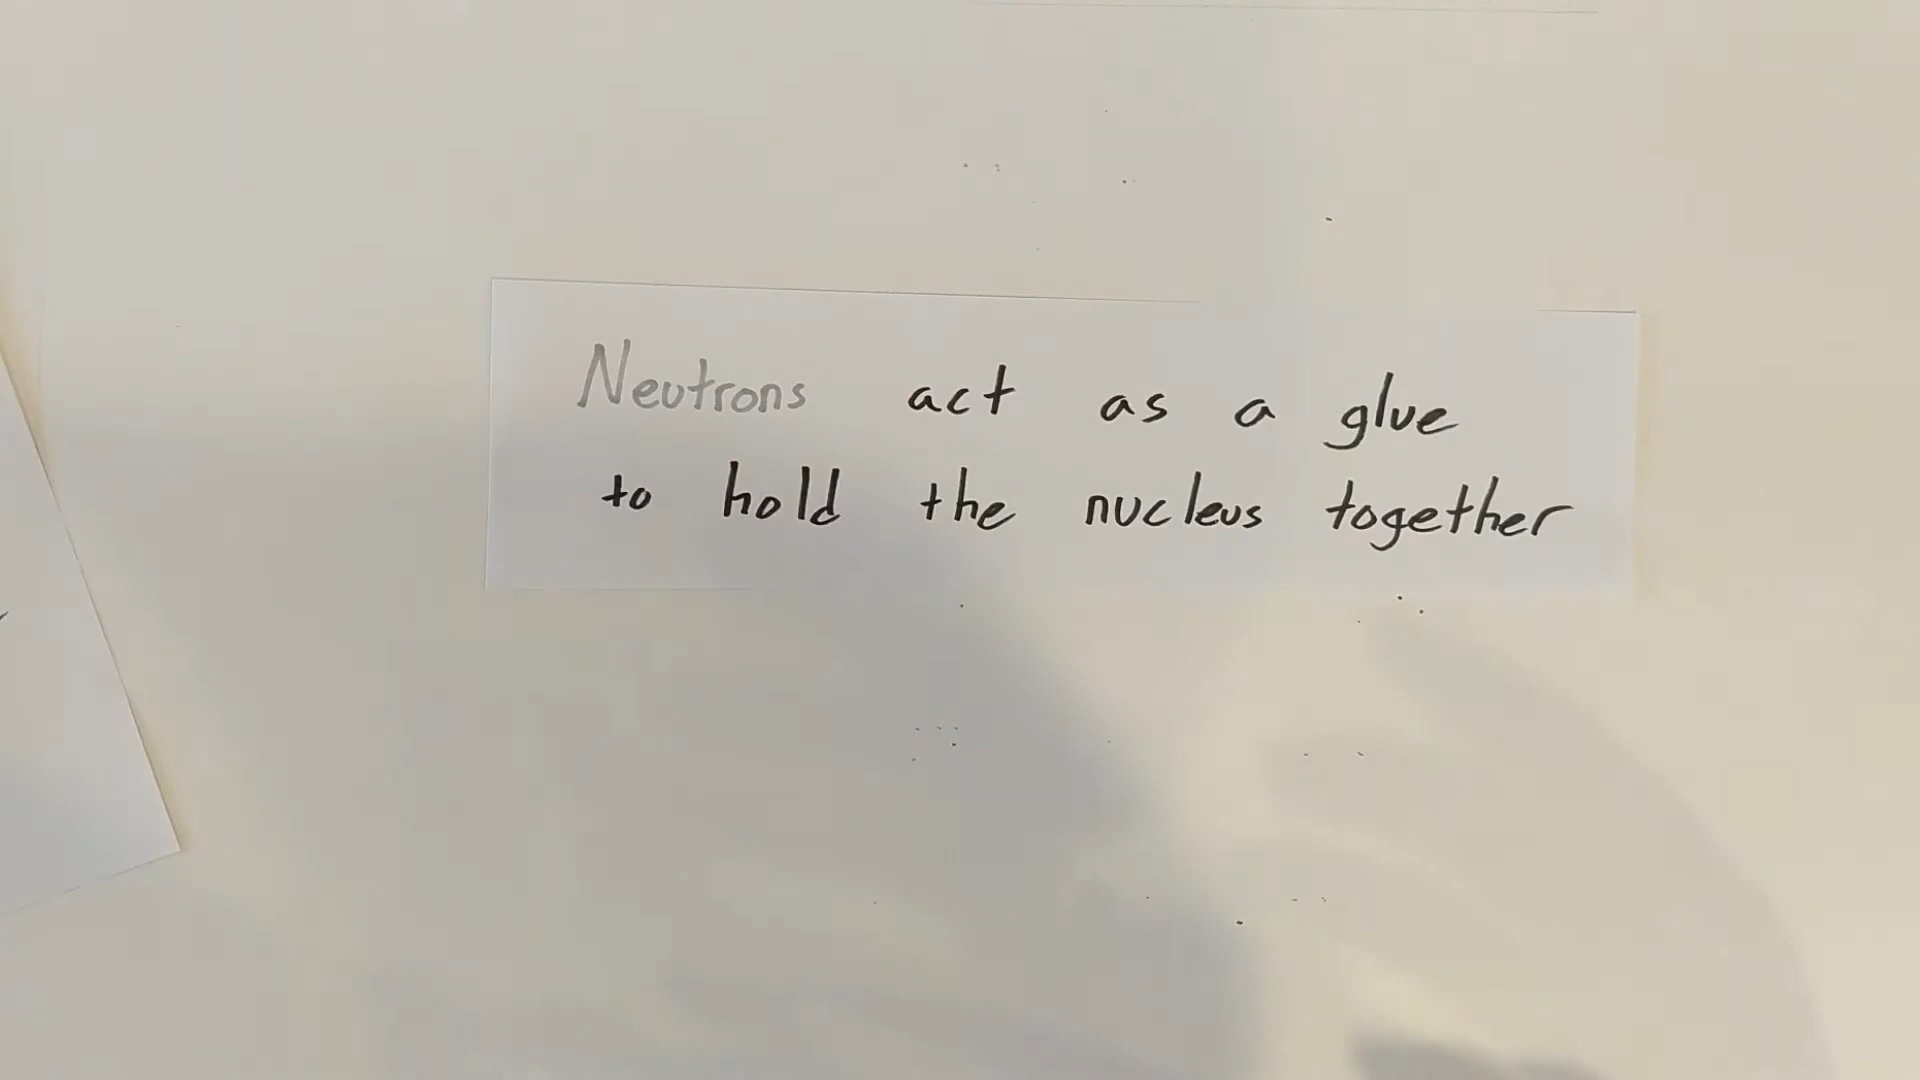 Neutrons act as a glue
to hold the nucleus together